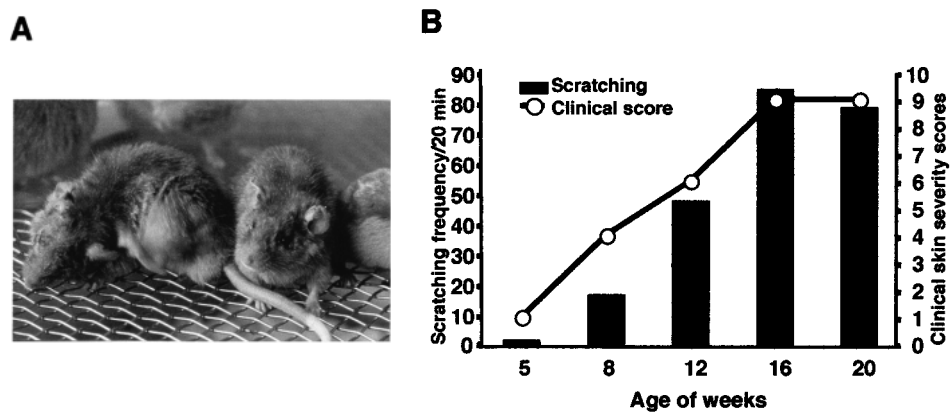 A
B
Scratching
Clinical score
Scratching frequency/20 min
90
80
70
60
50
40
30
20
10
0
Clinical skin severity scores
10
9
8
7
6
5
4
3
2
1
0
5 8 12 16 20
Age of weeks